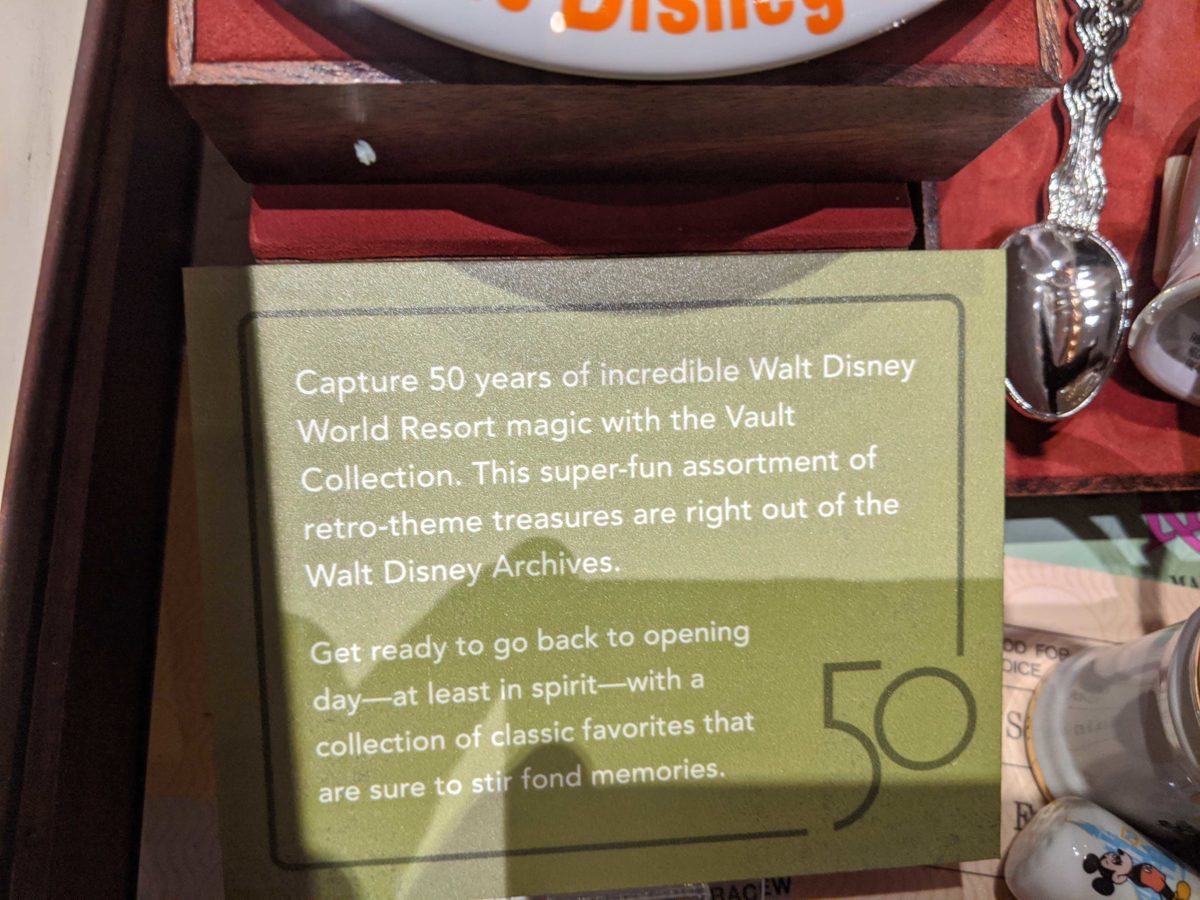 Disney
Capture 50 years of incredible Walt Disney
World Resort magic with the Vault
Collection. This super-fun assortment of
retro-theme treasures are right out of the
Walt Disney Archives.
Get ready to go back to opening
day—at least in spirit—with a
collection of classic favorites that
are sure to stir fond memories.
50